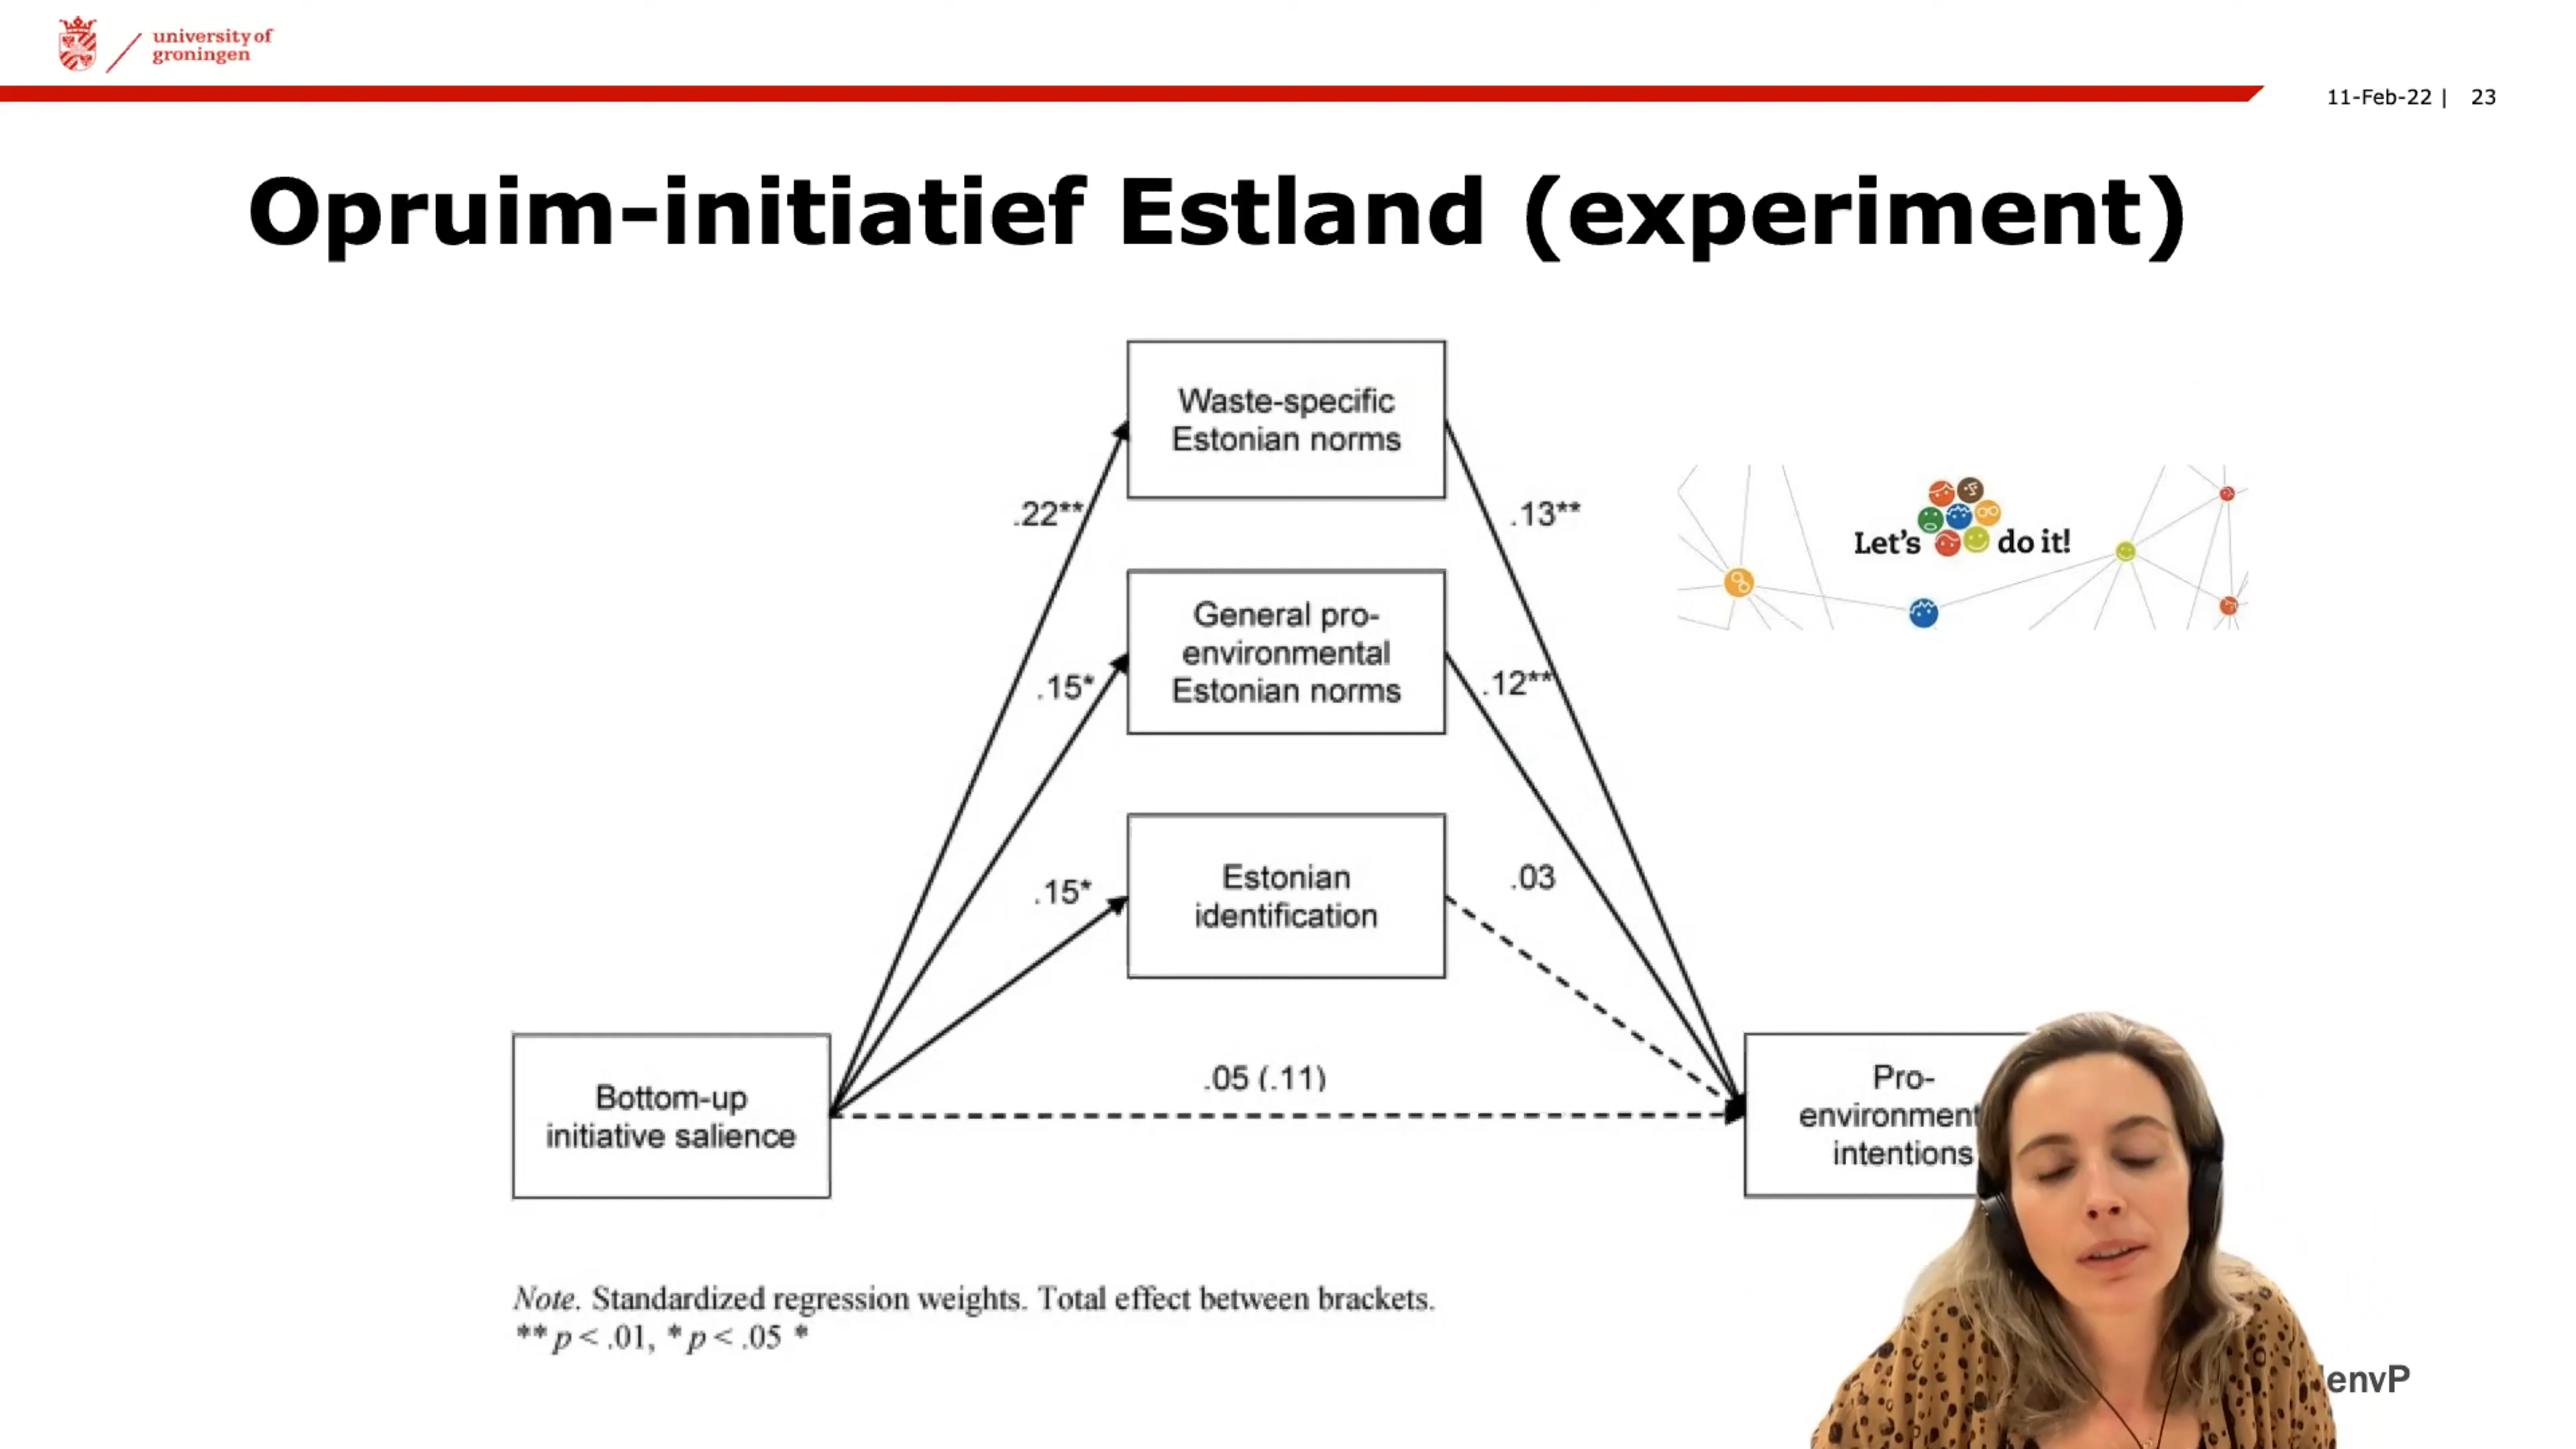 university of
groningen
11-Feb-22 | 23
Opruim-initiatief Estland (experiment)
Waste-specific
Estonian norms
.22**
.13**
Let's do it!
General pro-
environmental
Estonian norms
.15*
.12**
Estonian
identification
.15*
.03
.05 (.11)
Bottom-up
initiative salience
Pro-
environment
intentions
Note. Standardized regression weights. Total effect between brackets.
** p < .01, * p < .05 *
envP